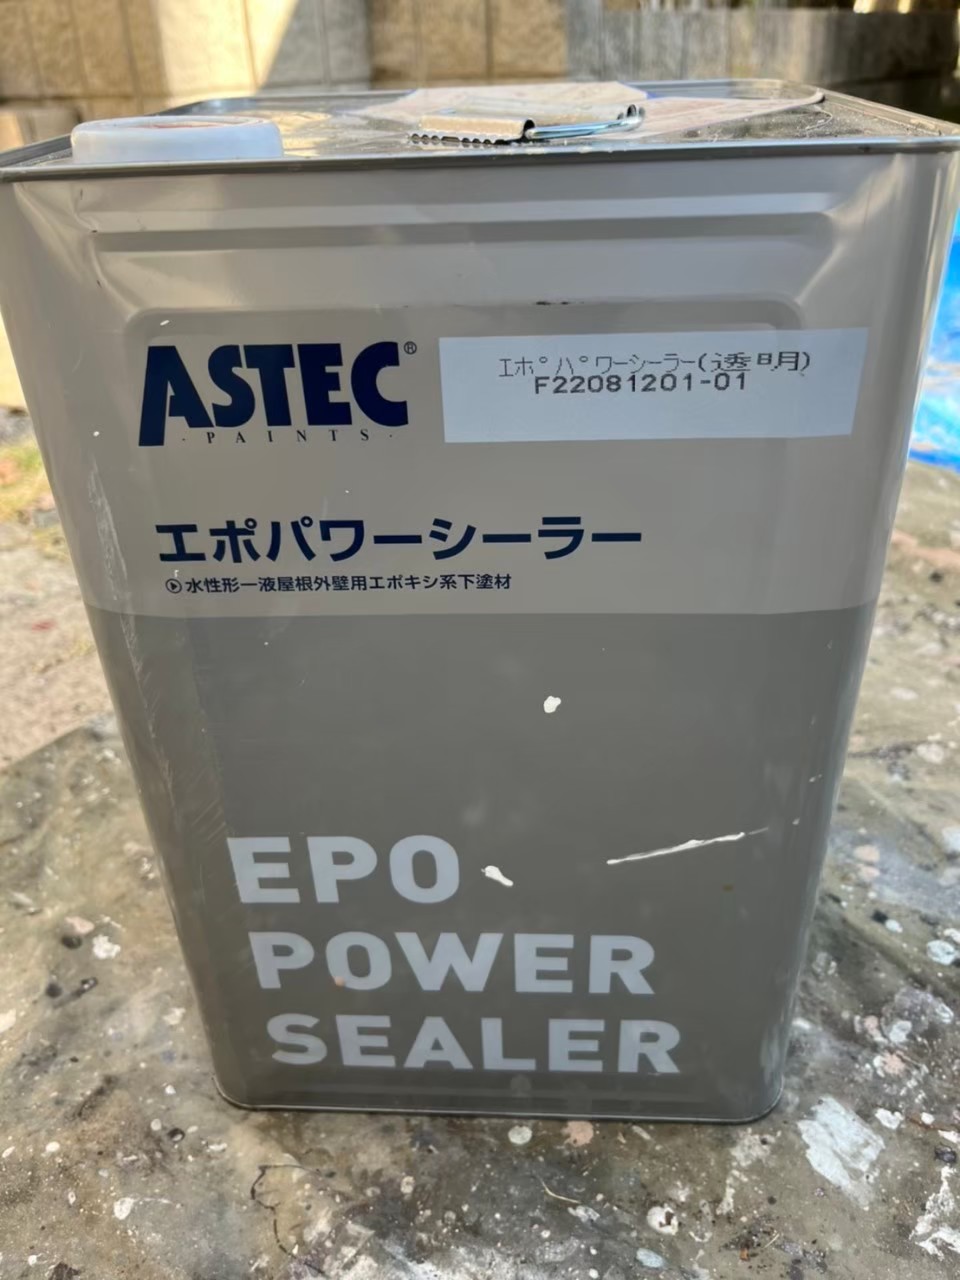 ASTEC®
· PAINTS ·
エポパワーシーラー(透明)
F22081201-01
エポパワーシーラー
水性形一液屋根外壁用エポキシ系下塗材
EPO
POWER
SEALER